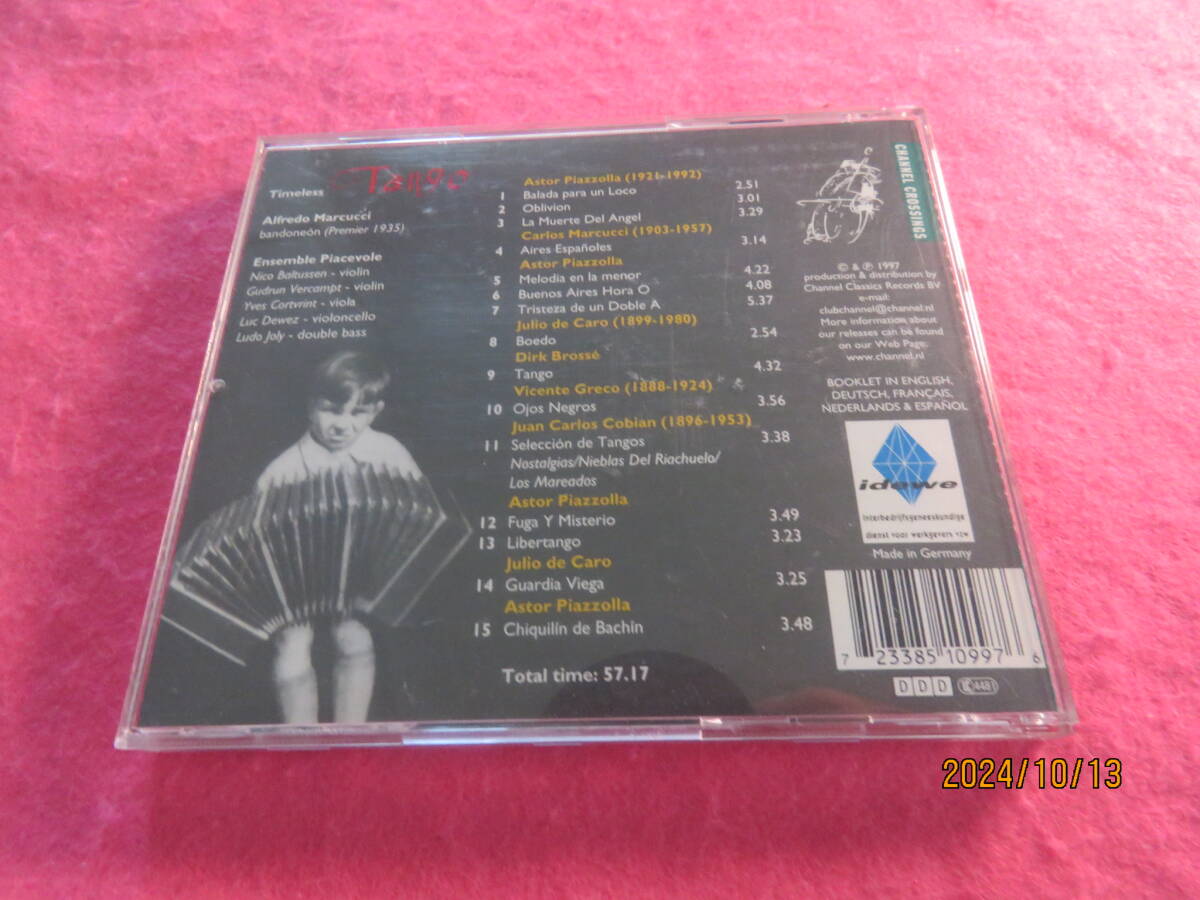 Timeless Tango
Alfredo Marcucci
bandoneón (Premier 1935)
Ensemble Piacevole
Nico Baltussen - violin
Gudrun Vercampt - violin
Yves Cortvrint - viola
Luc Dewez - violoncello
Ludo Joly - double bass
Astor Piazzolla (1921-1992)
1 Balada para un Loco 2.51
2 Oblivion 3.01
3 La Muerte Del Angel 3.29
Carlos Marcucci (1903-1957)
4 Aires Españoles 3.14
Astor Piazzolla
5 Melodia en la menor 4.22
6 Buenos Aires Hora O 4.08
7 Tristeza de un Doble A 5.37
Julio de Caro (1899-1980)
8 Boedo 2.54
Dirk Brossé
9 Tango 4.32
Vicente Greco (1888-1924)
10 Ojos Negros 3.56
Juan Carlos Cobian (1896-1953)
11 Selección de Tangos 3.38
Nostalgias/Nieblas Del Riachuelo/
Los Mareados
Astor Piazzolla
12 Fuga Y Misterio 3.49
13 Libertango 3.23
Julio de Caro
14 Guardia Viega 3.25
Astor Piazzolla
15 Chiquilín de Bachin 3.48
Total time: 57.17
CHANNEL CROSSINGS
© & ℗ 1997
production & distribution by
Channel Classics Records BV
e-mail:
clubchannel@channel.nl
More information about
our releases can be found
on our Web Page:
www.channel.nl
BOOKLET IN ENGLISH,
DEUTSCH, FRANÇAIS,
NEDERLANDS & ESPAÑOL
idewe
interbedrijfsgeneeskundige
dienst voor werkgevers vzw
Made in Germany
7 23385 10997 6
DDD
LC 4481
2024/10/13